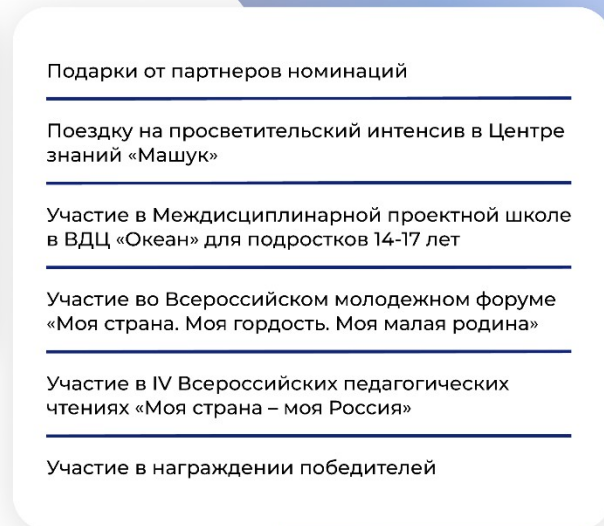 Подарки от партнеров номинаций
Поездку на просветительский интенсив в Центре
знаний «Машук»
Участие в Междисциплинарной проектной школе
в ВДЦ «Океан» для подростков 14-17 лет
Участие во Всероссийском молодежном форуме
«Моя страна. Моя гордость. Моя малая родина»
Участие в IV Всероссийских педагогических
чтениях «Моя страна – моя Россия»
Участие в награждении победителей